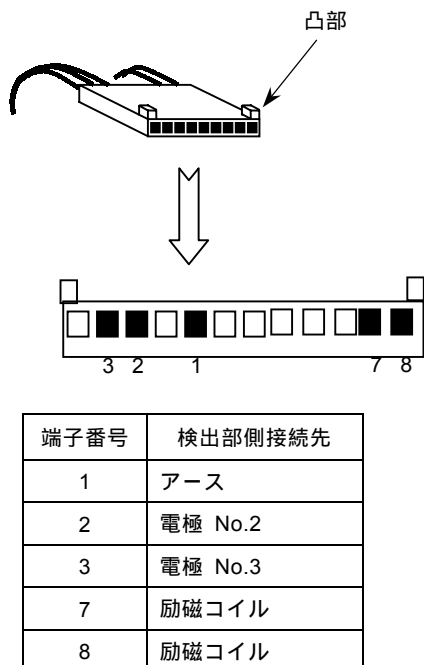 凸部
3 2 1 7 8
端子番号 検出部側接続先
1 アース
2 電極 No.2
3 電極 No.3
7 励磁コイル
8 励磁コイル